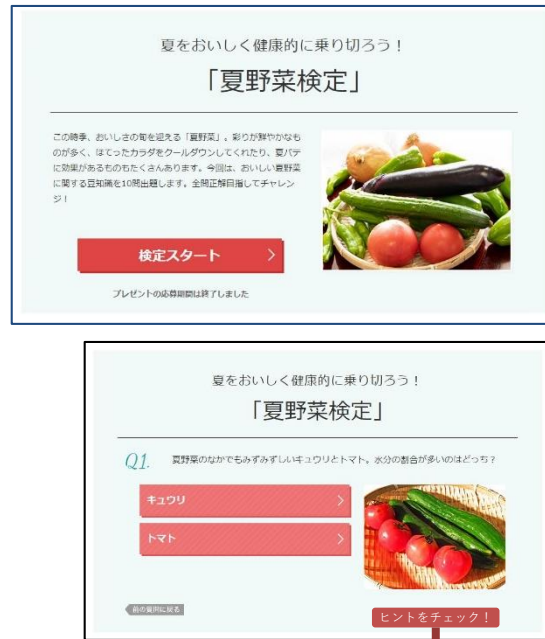 夏をおいしく健康的に乗り切ろう！
「夏野菜検定」
この時季、おいしさの旬を迎える「夏野菜」。彩りが鮮やかなも
のが多く、ほてったカラダをクールダウンしてくれたり、夏バテ
に効果があるものもたくさんあります。今回は、おいしい夏野菜
に関する豆知識を10問出題します。全問正解目指してチャレン
ジ！
検定スタート
プレゼントの応募期間は終了しました
夏をおいしく健康的に乗り切ろう！
「夏野菜検定」
Q1.
夏野菜のなかでもみずみずしいキュウリとトマト。水分の割合が多いのはどっち？
キュウリ
トマト
前の質問に戻る
ヒントをチェック！